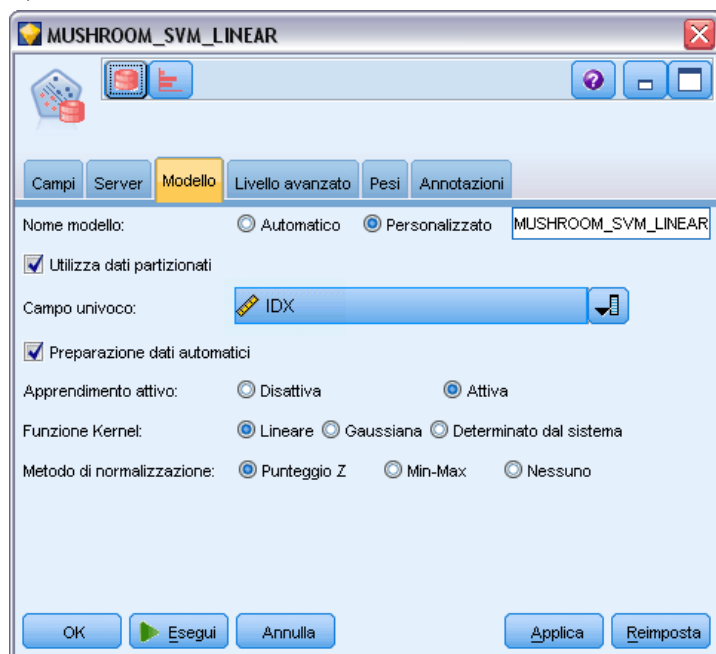 MUSHROOM_SVM_LINEAR
Campi Server Modello Livello avanzato Pesi Annotazioni
Nome modello: Automatico Personalizzato MUSHROOM_SVM_LINEAR
Utilizza dati partizionati
Campo univoco: IDX
Preparazione dati automatici
Apprendimento attivo: Disattiva Attiva
Funzione Kernel: Lineare Gaussiana Determinato dal sistema
Metodo di normalizzazione: Punteggio Z Min-Max Nessuno
OK Esegui Annulla Applica Reimposta